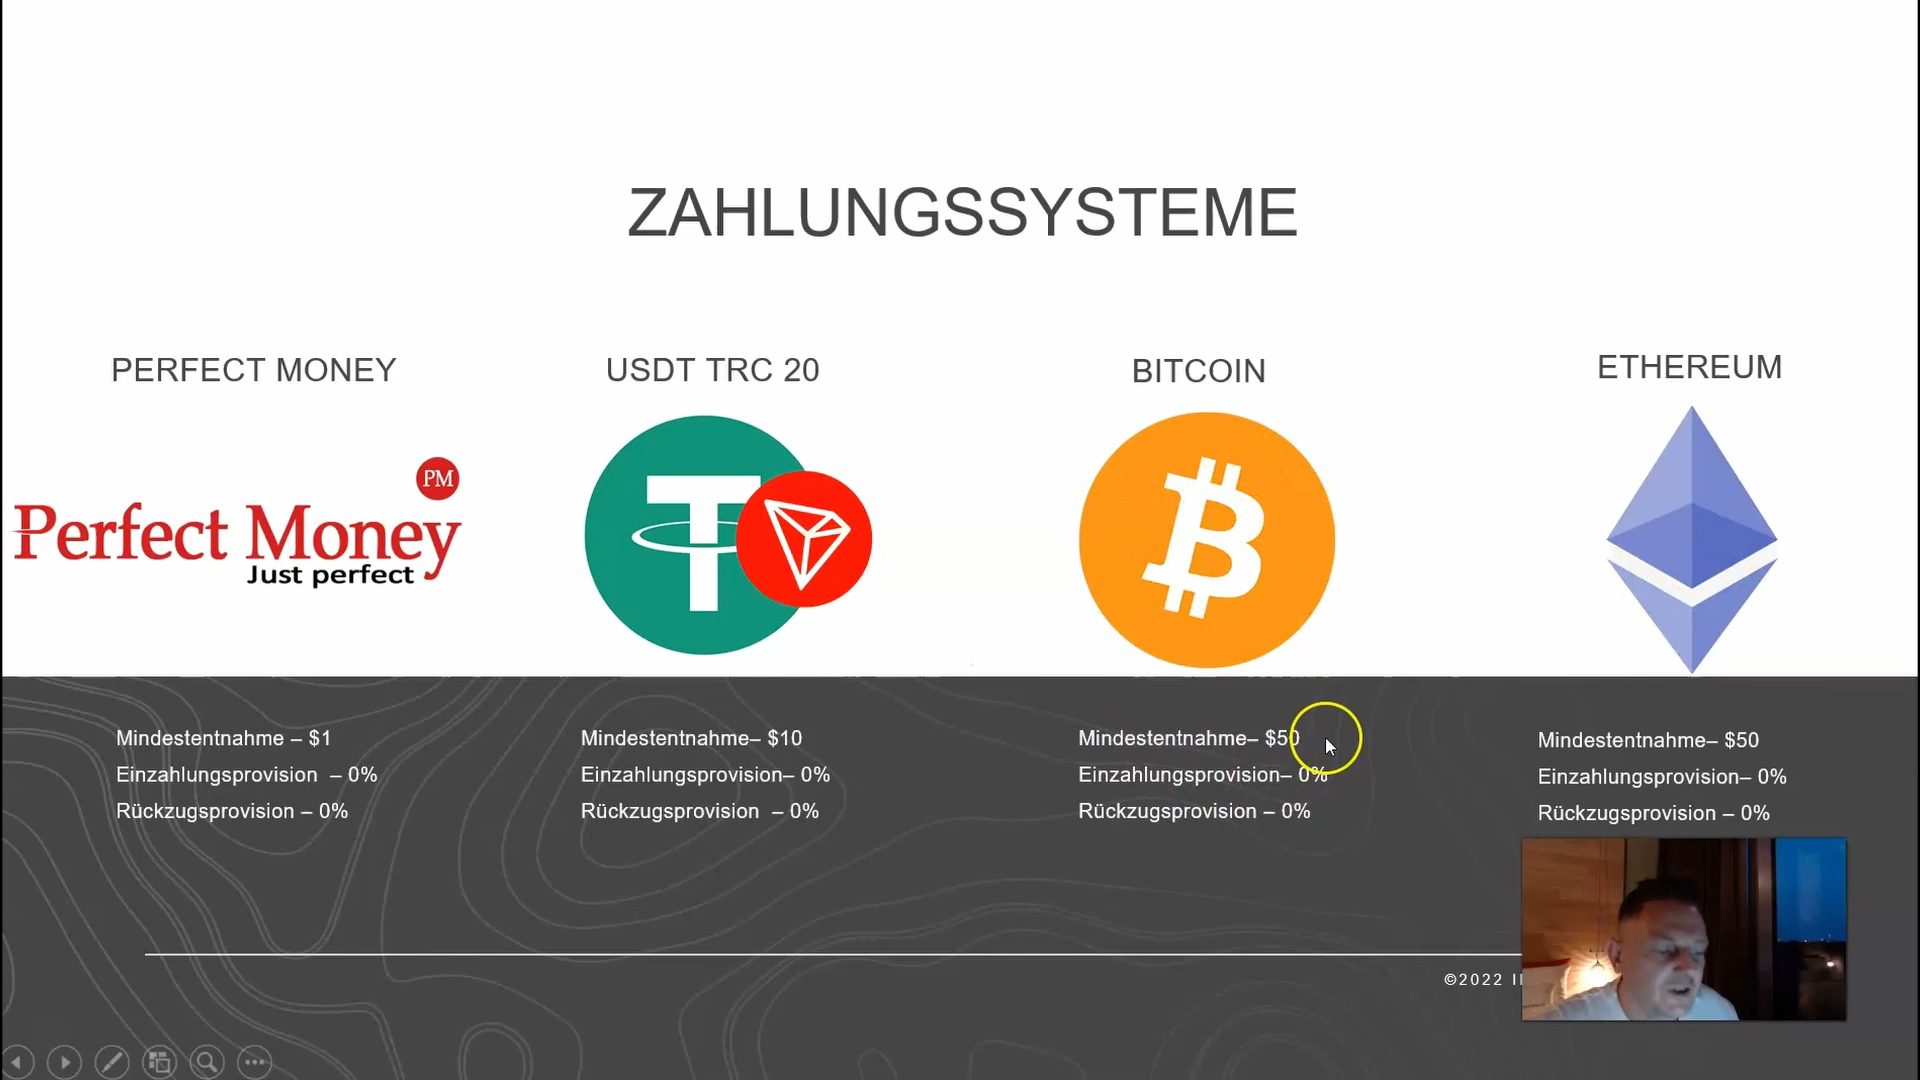 ZAHLUNGSSYSTEME
PERFECT MONEY
USDT TRC 20
BITCOIN
ETHEREUM
PM
Perfect Money
Just perfect
Mindestentnahme – $1
Einzahlungsprovision – 0%
Rückzugsprovision – 0%
Mindestentnahme– $10
Einzahlungsprovision– 0%
Rückzugsprovision – 0%
Mindestentnahme– $50
Einzahlungsprovision– 0%
Rückzugsprovision – 0%
Mindestentnahme– $50
Einzahlungsprovision– 0%
Rückzugsprovision – 0%
©2022